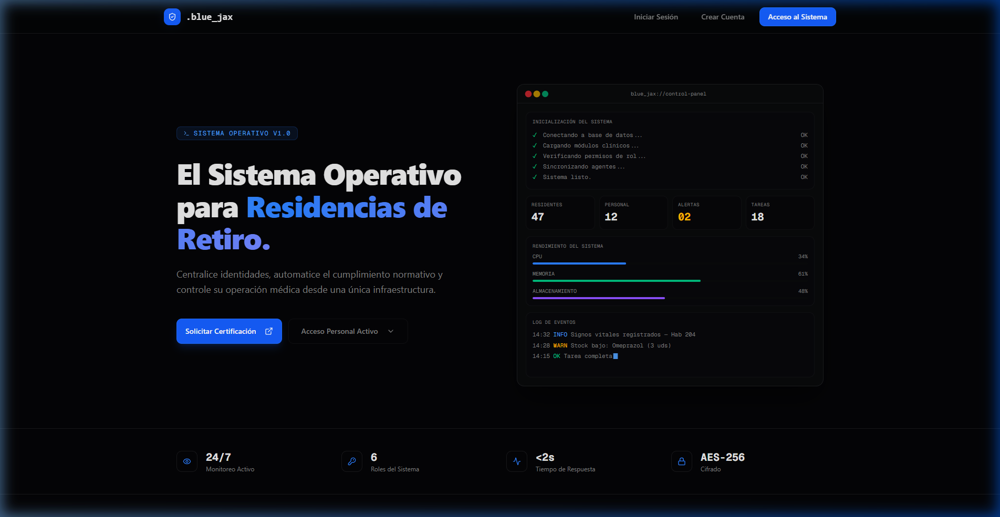 .blue_jax
Iniciar Sesión
Crear Cuenta
Acceso al Sistema
SISTEMA OPERATIVO V1.0
El Sistema Operativo
para Residencias de
Retiro.
Centralice identidades, automatice el cumplimiento normativo y
controle su operación médica desde una única infraestructura.
Solicitar Certificación
Acceso Personal Activo
blue_jax://control-panel
INICIALIZACIÓN DEL SISTEMA
✓ Conectando a base de datos... OK
✓ Cargando módulos clínicos... OK
✓ Verificando permisos de rol... OK
✓ Sincronizando agentes... OK
✓ Sistema listo. OK
RESIDENTES
47
PERSONAL
12
ALERTAS
02
TAREAS
18
RENDIMIENTO DEL SISTEMA
CPU 34%
MEMORIA 61%
ALMACENAMIENTO 48%
LOG DE EVENTOS
14:32 INFO Signos vitales registrados — Hab 204
14:28 WARN Stock bajo: Omeprazol (3 uds)
14:15 OK Tarea completa
24/7
Monitoreo Activo
6
Roles del Sistema
<2s
Tiempo de Respuesta
AES-256
Cifrado